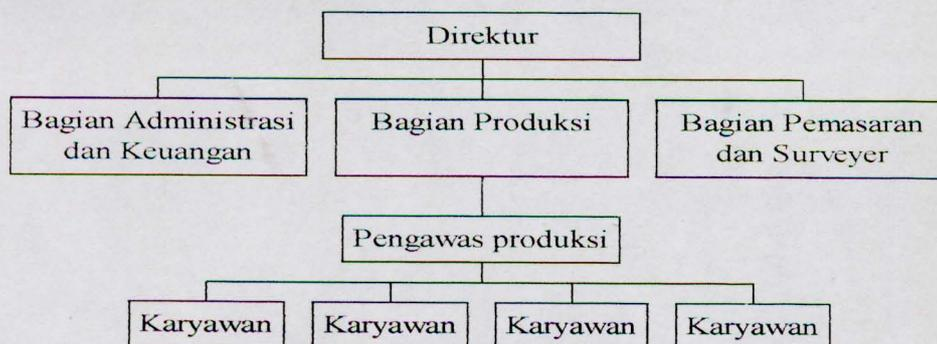 Direktur
Bagian Administrasi
dan Keuangan
Bagian Produksi
Bagian Pemasaran
dan Surveyer
Pengawas produksi
Karyawan
Karyawan
Karyawan
Karyawan